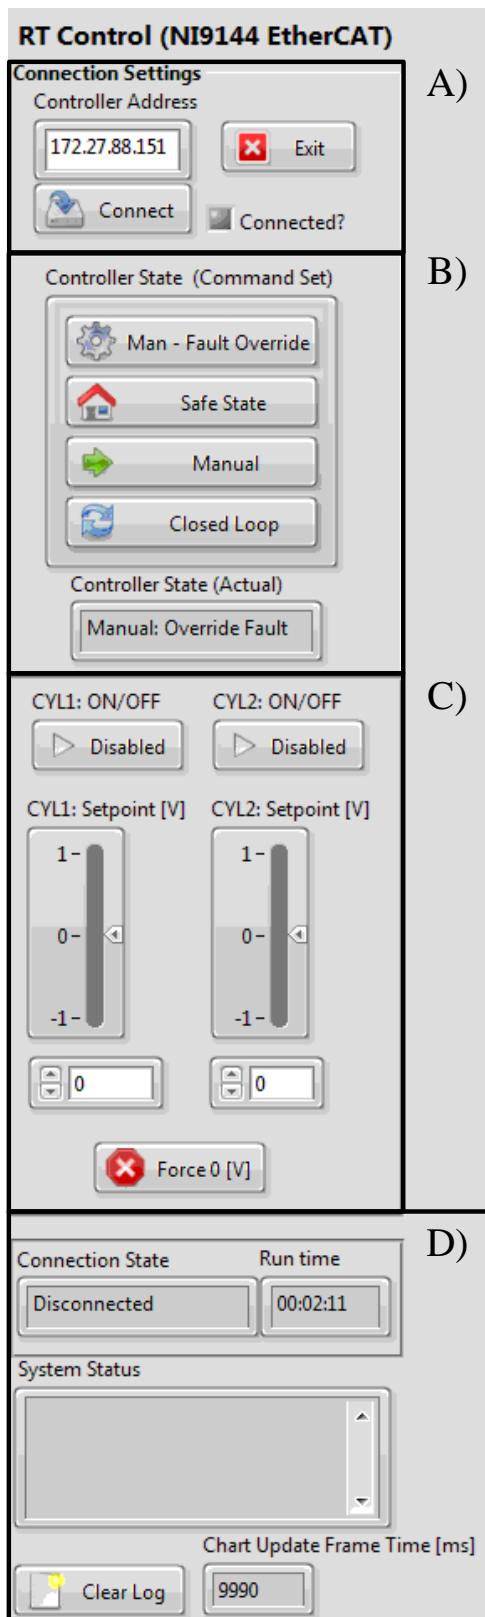 RT Control (NI9144 EtherCAT)
Connection Settings
A)
Controller Address
172.27.88.151
Exit
Connect
Connected?
B)
Controller State (Command Set)
Man - Fault Override
Safe State
Manual
Closed Loop
Controller State (Actual)
Manual: Override Fault
C)
CYL1: ON/OFF CYL2: ON/OFF
Disabled Disabled
CYL1: Setpoint [V] CYL2: Setpoint [V]
1- 1-
0- 0-
-1- -1-
0 0
Force 0 [V]
D)
Connection State Run time
Disconnected 00:02:11
System Status
Chart Update Frame Time [ms]
Clear Log 9990